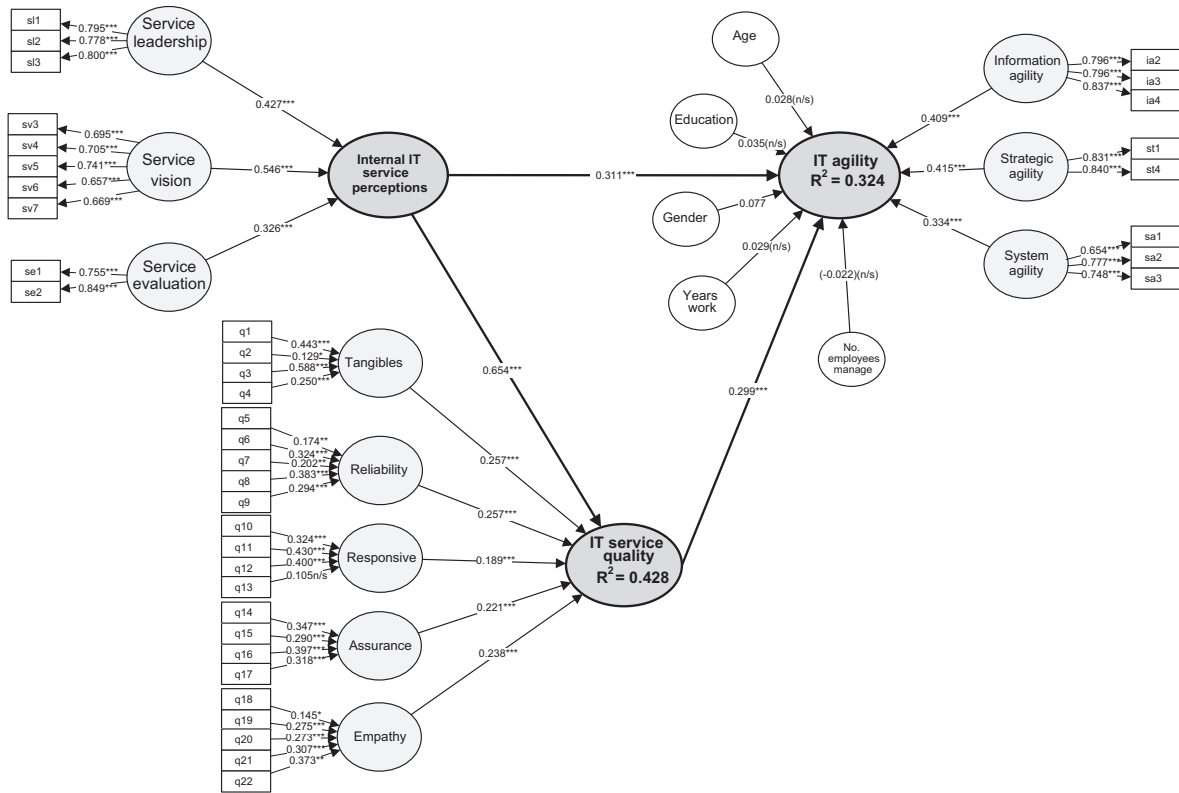 sl1
sl2
sl3
0.795***
0.778***
0.800***
Service
leadership
0.427***
sv3
sv4
sv5
sv6
sv7
0.695***
0.705***
0.741***
0.657***
0.669***
Service
vision
0.546***
se1
se2
0.755***
0.849***
Service
evaluation
0.326***
Internal IT
service
perceptions
0.311***
0.654***
Age
0.028(n/s)
Education
0.035(n/s)
Gender
0.077
Years
work
0.029(n/s)
No.
employees
manage
(-0.022)(n/s)
IT agility
R2 = 0.324
Information
agility
0.796***
0.796***
0.837***
ia2
ia3
ia4
0.409***
Strategic
agility
0.831***
0.840***
st1
st4
0.415***
System
agility
0.654***
0.777***
0.748***
sa1
sa2
sa3
0.334***
0.299***
q1
q2
q3
q4
0.443***
0.129*
0.588***
0.250***
Tangibles
0.257***
q5
q6
q7
q8
q9
0.174**
0.324***
0.202**
0.383***
0.294***
Reliability
0.257***
q10
q11
q12
q13
0.324***
0.430***
0.400***
0.105n/s
Responsive
0.189***
q14
q15
q16
q17
0.347***
0.290***
0.397***
0.318***
Assurance
0.221***
q18
q19
q20
q21
q22
0.145*
0.275***
0.273***
0.307***
0.373**
Empathy
0.238***
IT service
quality
R2 = 0.428